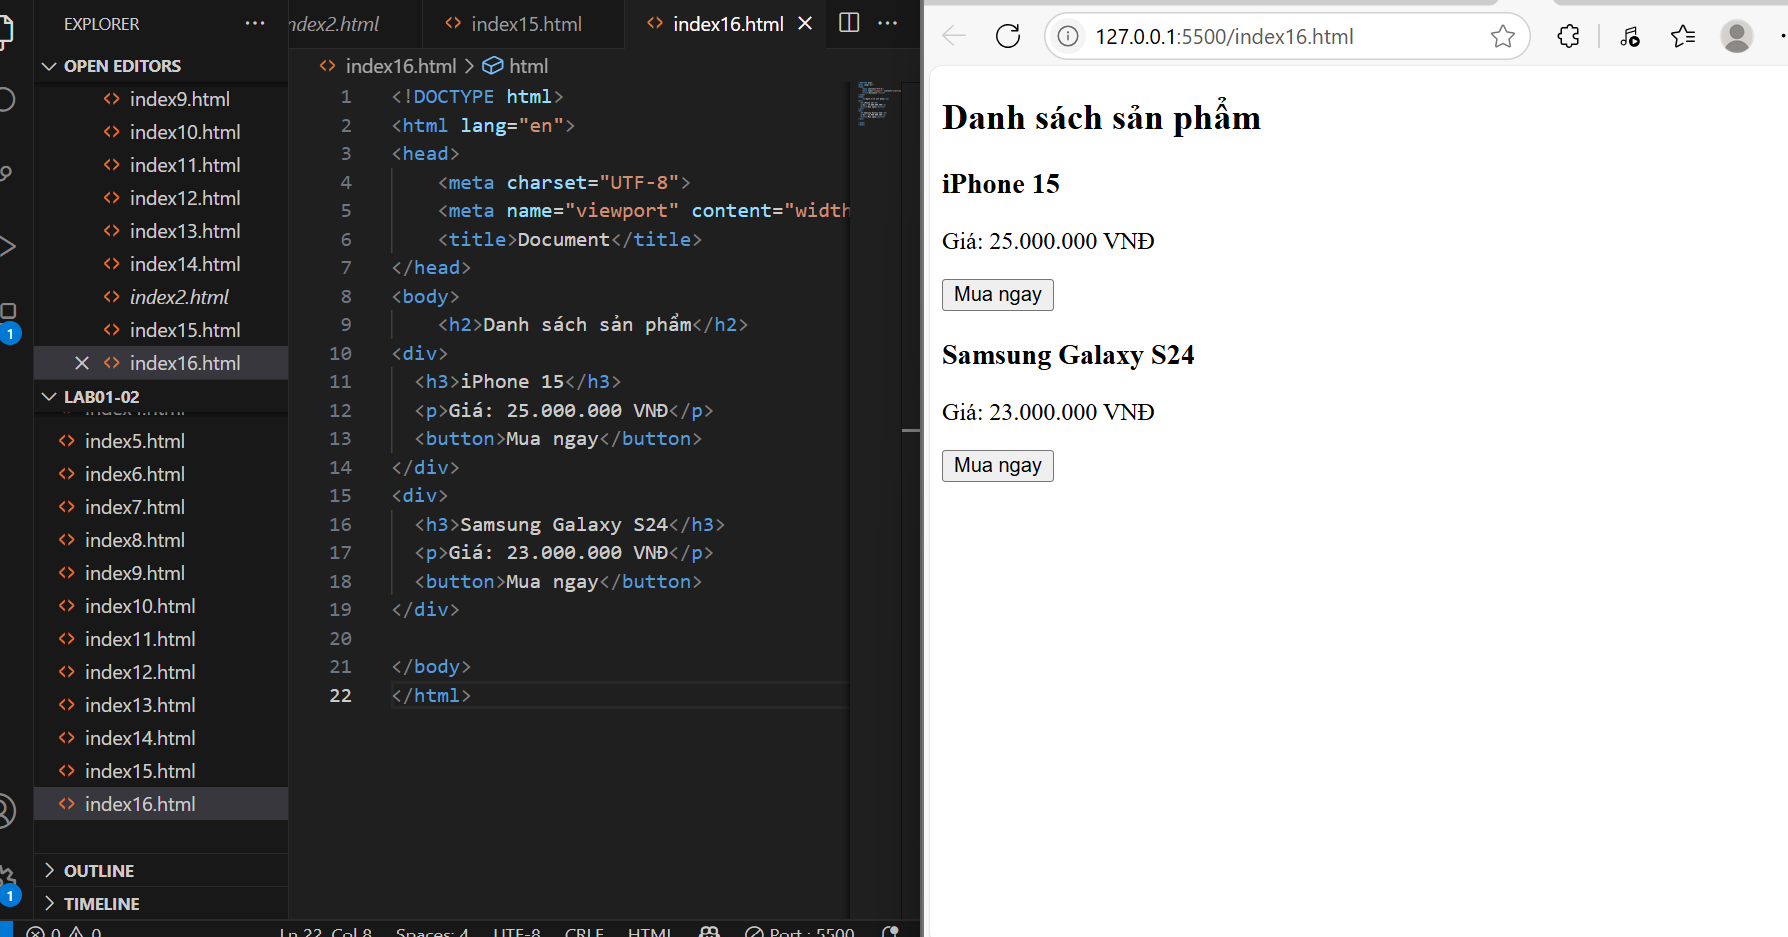 EXPLORER
OPEN EDITORS
index9.html
index10.html
index11.html
index12.html
index13.html
index14.html
index2.html
index15.html
index16.html
LAB01-02
index5.html
index6.html
index7.html
index8.html
index9.html
index10.html
index11.html
index12.html
index13.html
index14.html
index15.html
index16.html
OUTLINE
TIMELINE
1
1
ndex2.html index15.html index16.html
index16.html > html
1 <!DOCTYPE html>
2 <html lang="en">
3 <head>
4 <meta charset="UTF-8">
5 <meta name="viewport" content="width
6 <title>Document</title>
7 </head>
8 <body>
9 <h2>Danh sách sản phẩm</h2>
10 <div>
11 <h3>iPhone 15</h3>
12 <p>Giá: 25.000.000 VNĐ</p>
13 <button>Mua ngay</button>
14 </div>
15 <div>
16 <h3>Samsung Galaxy S24</h3>
17 <p>Giá: 23.000.000 VNĐ</p>
18 <button>Mua ngay</button>
19 </div>
20
21 </body>
22 </html>
0 0 Ln 22, Col 8 Spaces: 4 UTF-8 CRLF HTML Port : 5500
127.0.0.1:5500/index16.html
Danh sách sản phẩm
iPhone 15
Giá: 25.000.000 VNĐ
Mua ngay
Samsung Galaxy S24
Giá: 23.000.000 VNĐ
Mua ngay